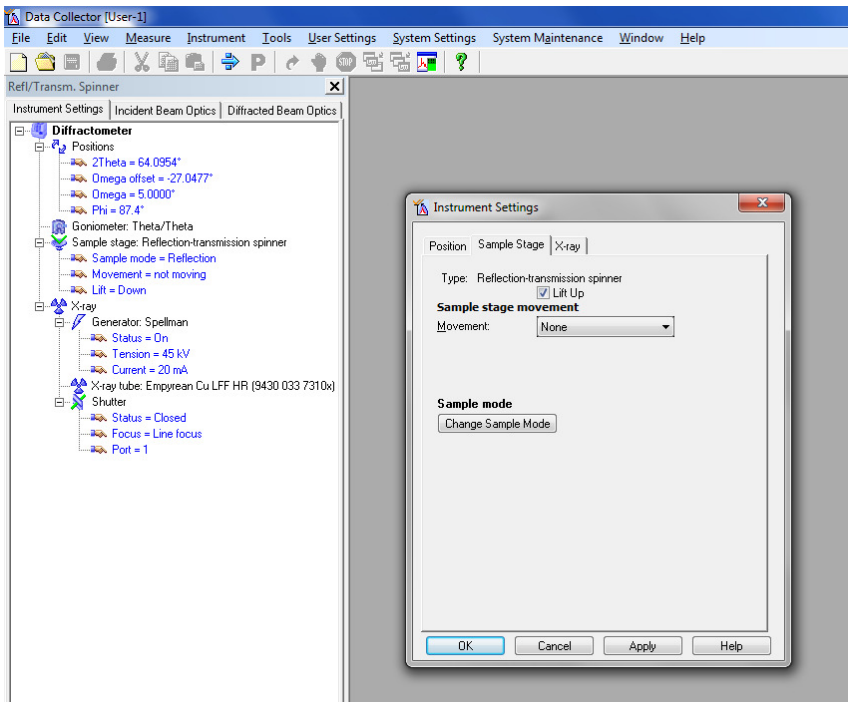 Data Collector [User-1]
File Edit View Measure Instrument Tools User Settings System Settings System Maintenance Window Help
P STOP ?
Refl/Transm. Spinner x
Instrument Settings Incident Beam Optics Diffracted Beam Optics
Diffractometer
Positions
2Theta = 64.0954°
Omega offset = -27.0477°
Omega = 5.0000°
Phi = 87.4°
Goniometer: Theta/Theta
Sample stage: Reflection-transmission spinner
Sample mode = Reflection
Movement = not moving
Lift = Down
X-ray
Generator: Spellman
Status = On
Tension = 45 kV
Current = 20 mA
X-ray tube: Empyrean Cu LFF HR (9430 033 7310x)
Shutter
Status = Closed
Focus = Line focus
Port = 1
Instrument Settings x
Position Sample Stage X-ray
Type: Reflection-transmission spinner
Lift Up
Sample stage movement
Movement: None
Sample mode
Change Sample Mode
OK Cancel Apply Help